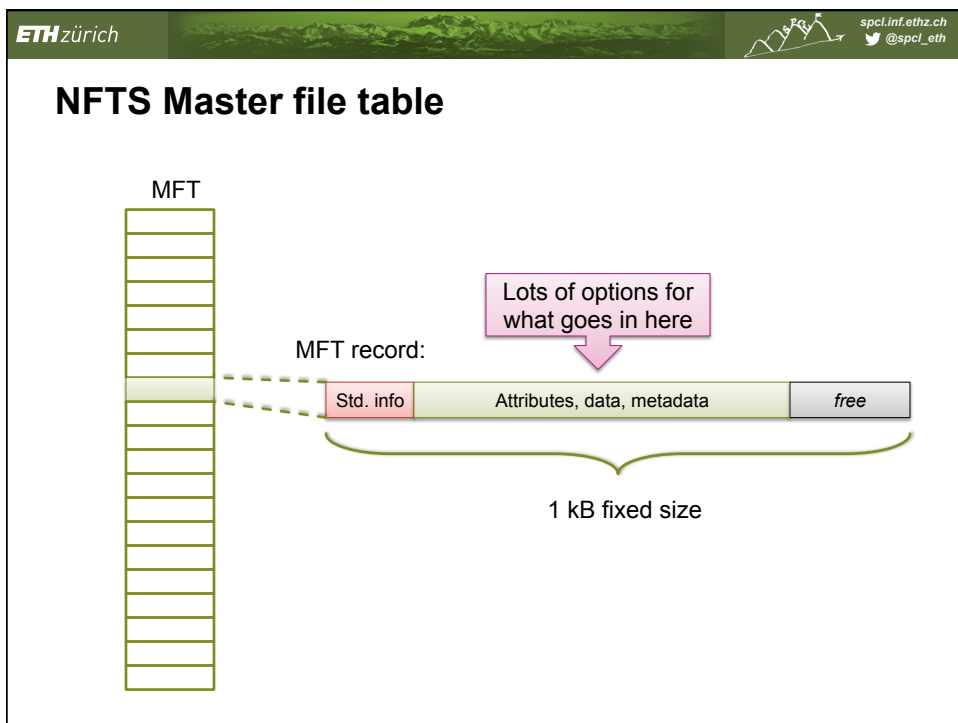 ETH zürich
spcl.inf.ethz.ch
@spcl_eth
NFTS Master file table
MFT
Lots of options for
what goes in here
MFT record:
Std. info
Attributes, data, metadata
free
1 kB fixed size